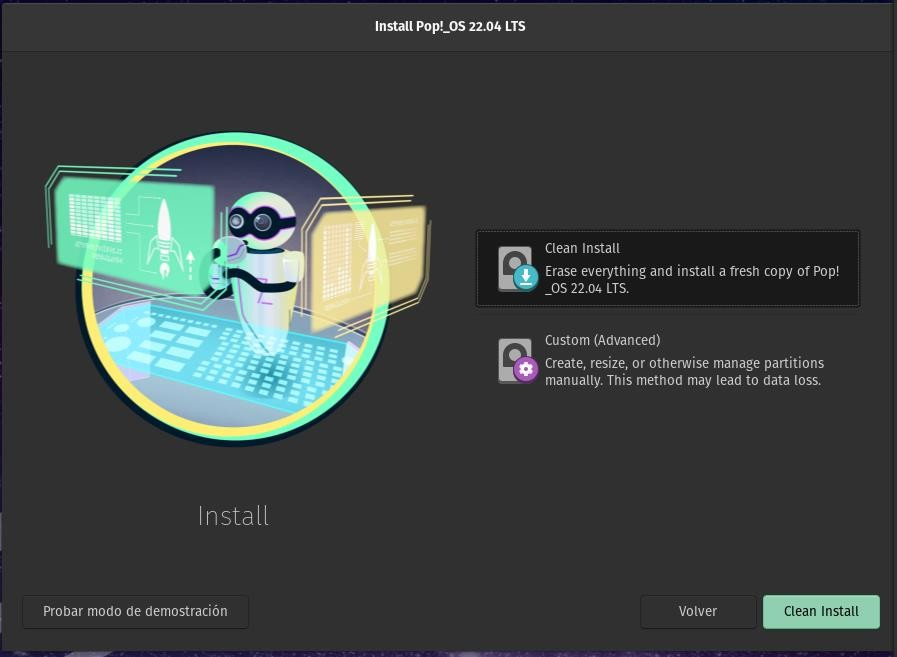 Install Pop!_OS 22.04 LTS
Clean Install
Erase everything and install a fresh copy of Pop!
_OS 22.04 LTS.
Custom (Advanced)
Create, resize, or otherwise manage partitions
manually. This method may lead to data loss.
Install
Probar modo de demostración
Volver
Clean Install